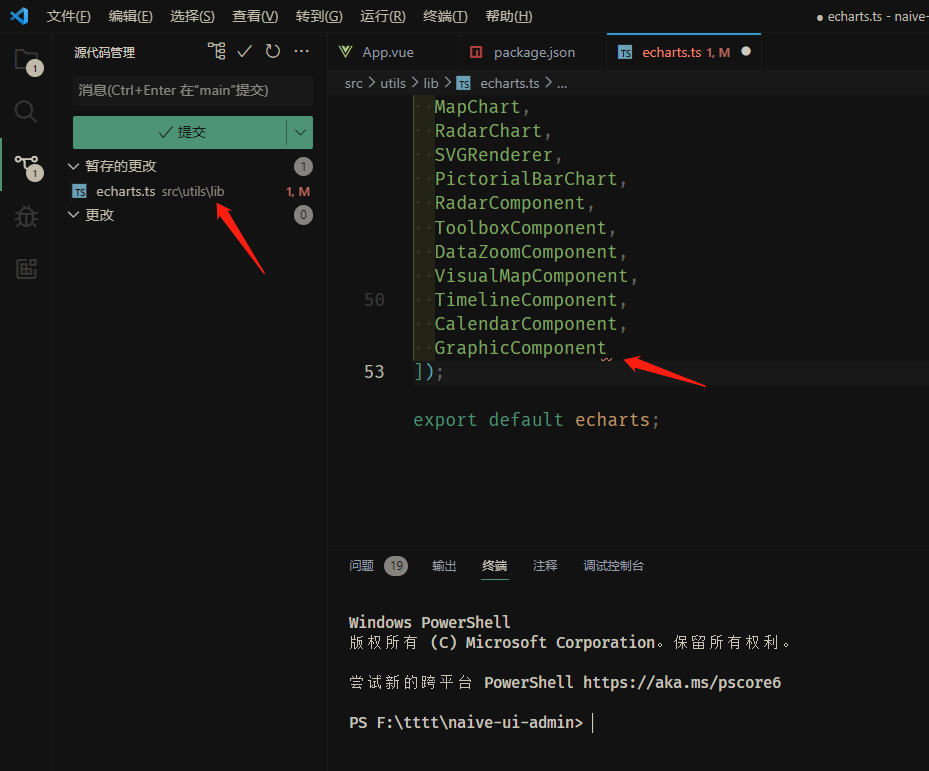 文件(F) 编辑(E) 选择(S) 查看(V) 转到(G) 运行(R) 终端(T) 帮助(H) ● echarts.ts - naive-
源代码管理
消息(Ctrl+Enter 在"main"提交)
提交
暂存的更改 1
TS echarts.ts src\utils\lib 1, M
更改 0
1
1
App.vue package.json TS echarts.ts 1, M
src > utils > lib > TS echarts.ts > ...
MapChart,
RadarChart,
SVGRenderer,
PictorialBarChart,
RadarComponent,
ToolboxComponent,
DataZoomComponent,
VisualMapComponent,
50 TimelineComponent,
CalendarComponent,
GraphicComponent
53 ]);
export default echarts;
问题 19 输出 终端 注释 调试控制台
Windows PowerShell
版权所有 (C) Microsoft Corporation。保留所有权利。
尝试新的跨平台 PowerShell https://aka.ms/pscore6
PS F:\tttt\naive-ui-admin>